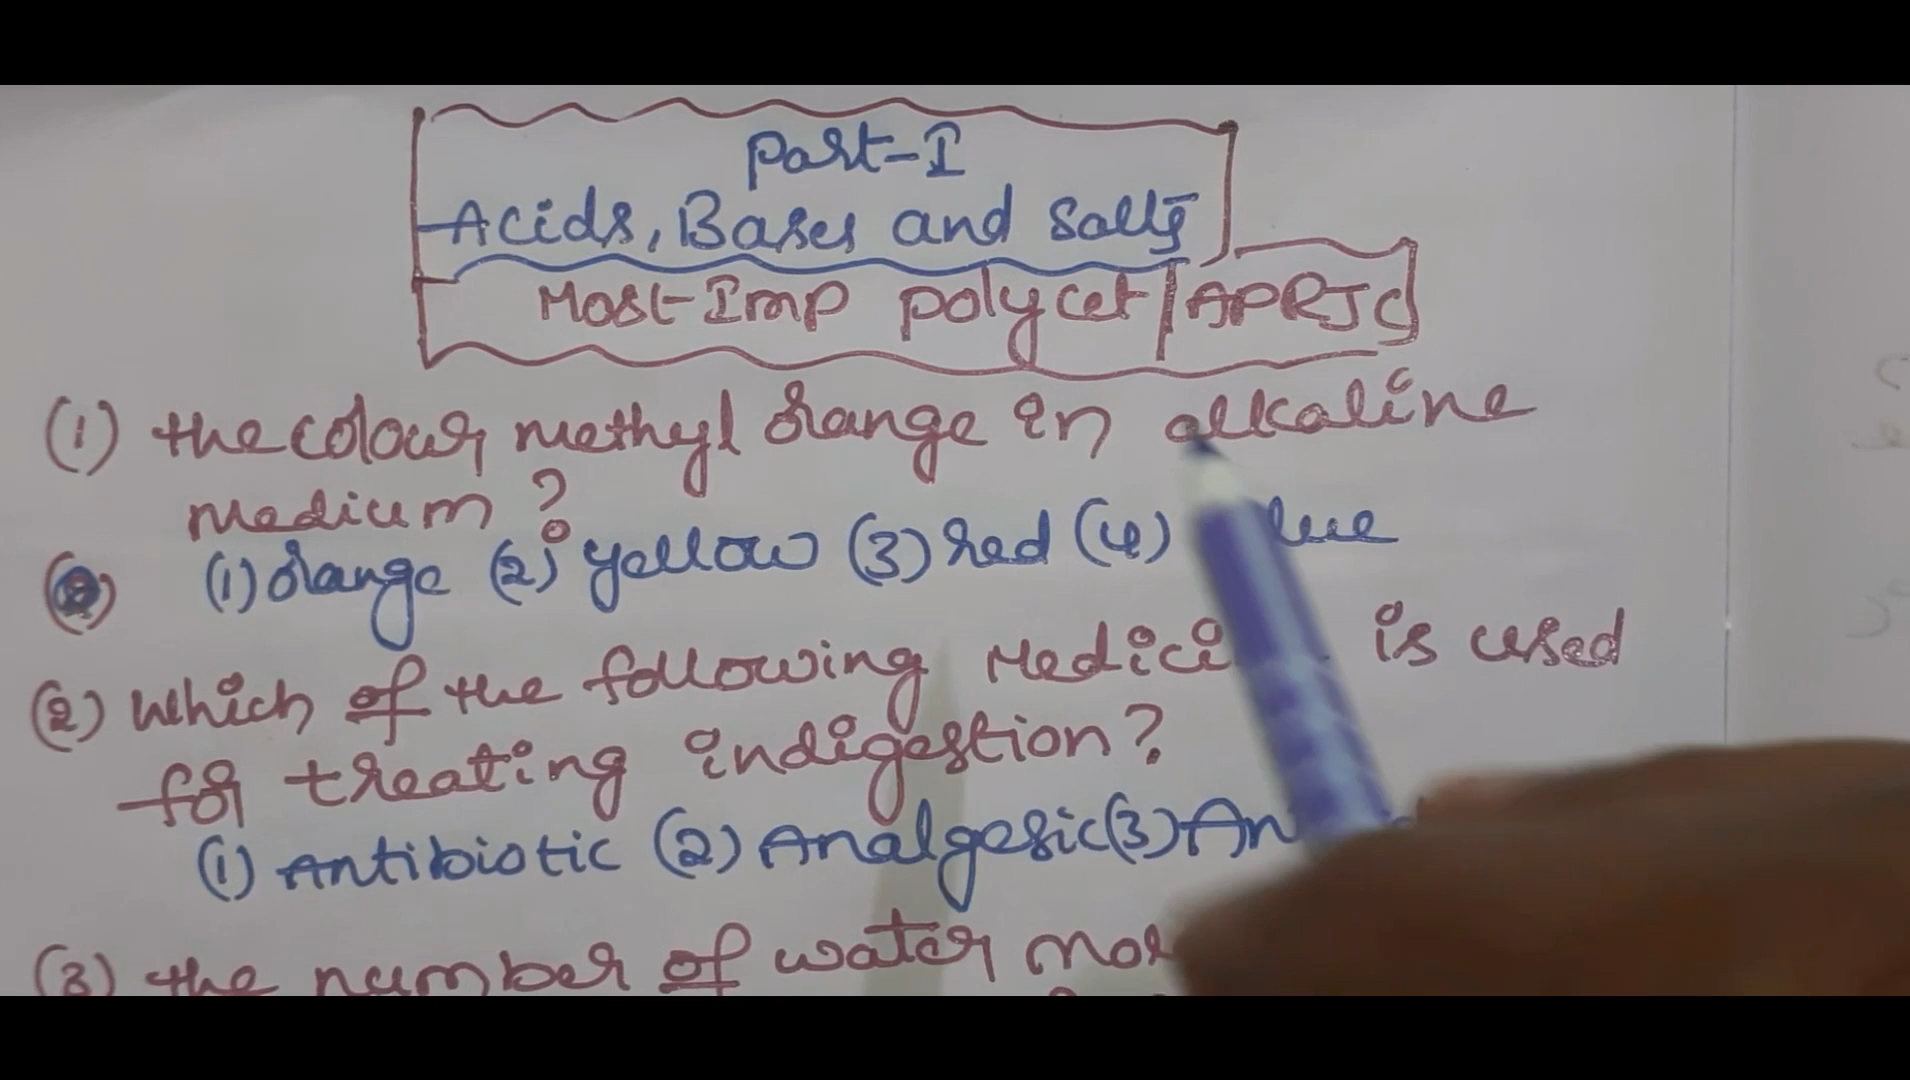 Part-I
Acids, Bases and Salts
Most-Imp polycet/APRJC
(1) the colour methyl orange in alkaline
medium?
(1) orange (2) yellow (3) red (4)
(2) Which of the following Medici is used
for treating indigestion?
(1) Antibiotic (2) Analgesic (3) An
(3) the number of water mol